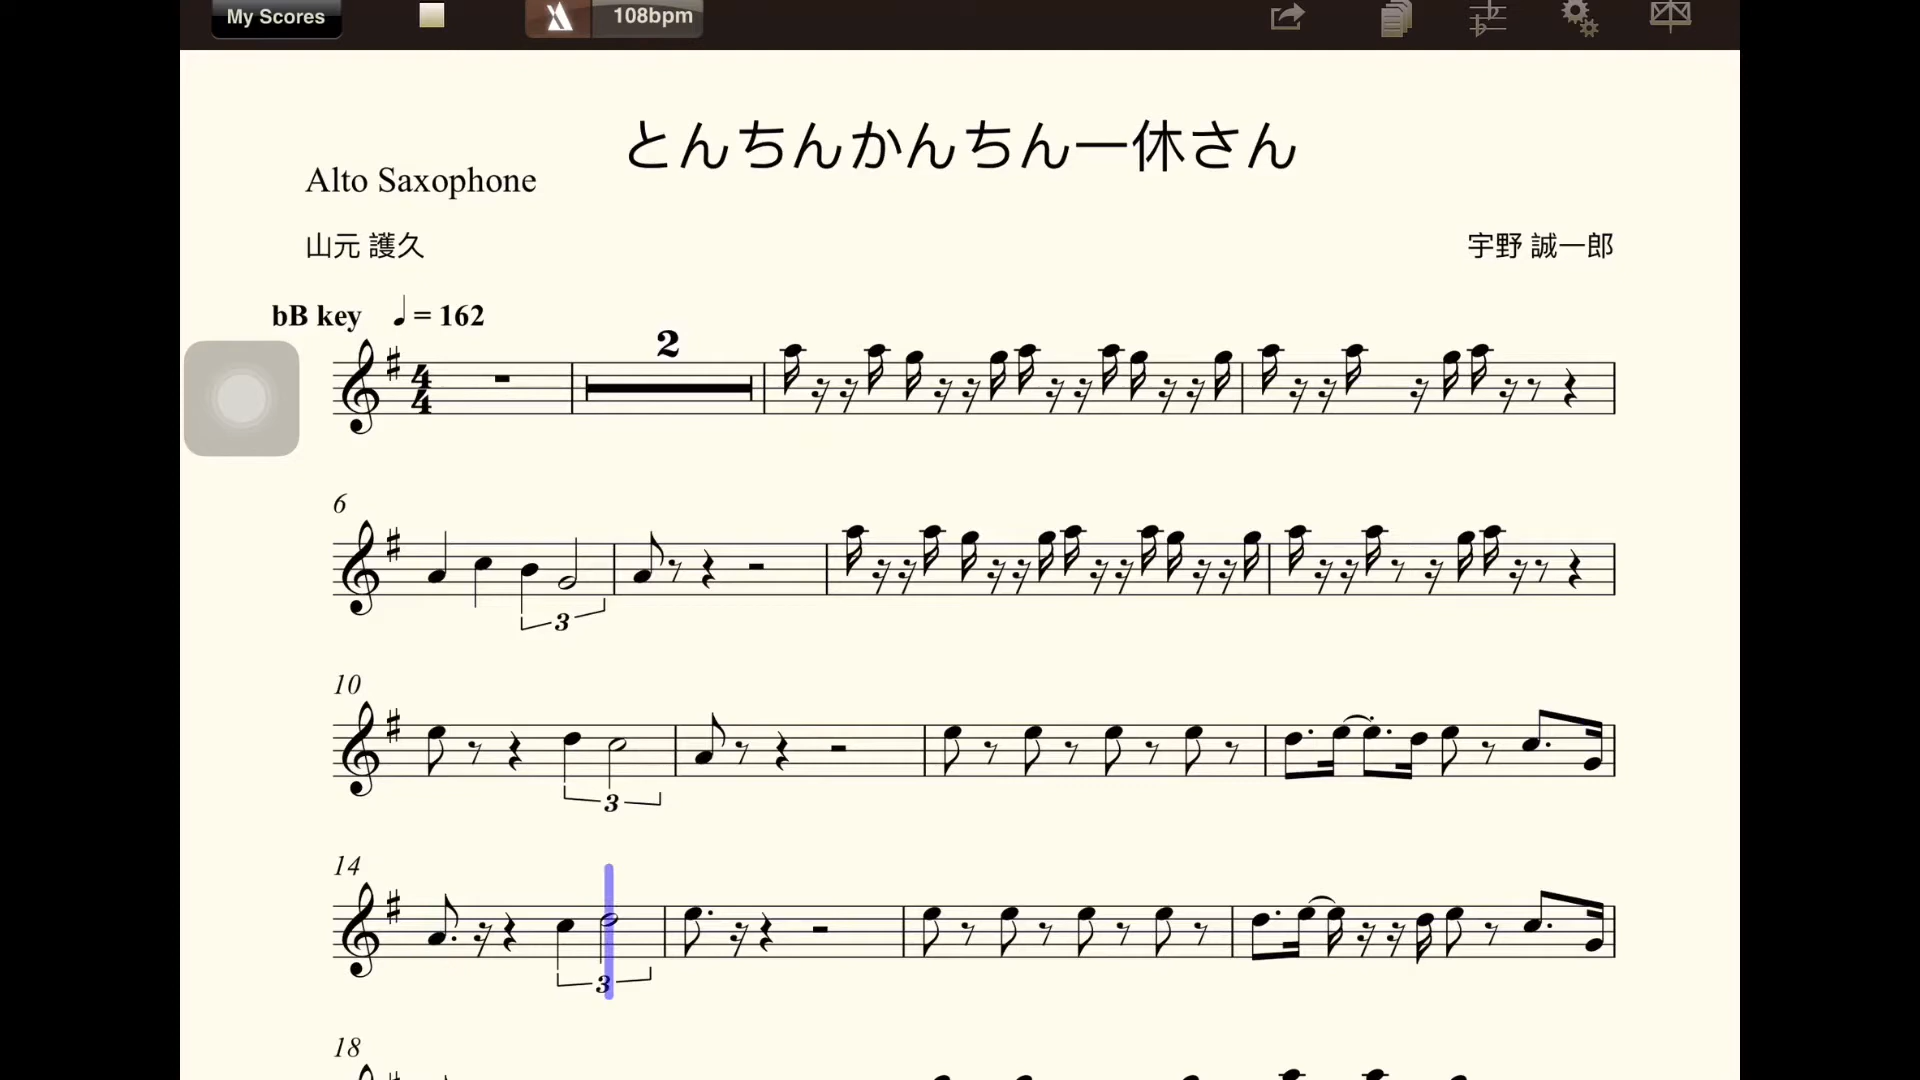 My Scores
108bpm
とんちんかんちん一休さん
Alto Saxophone
山元 護久
宇野 誠一郎
bB key ♩ = 162
2
6
3
10
3
14
3
18